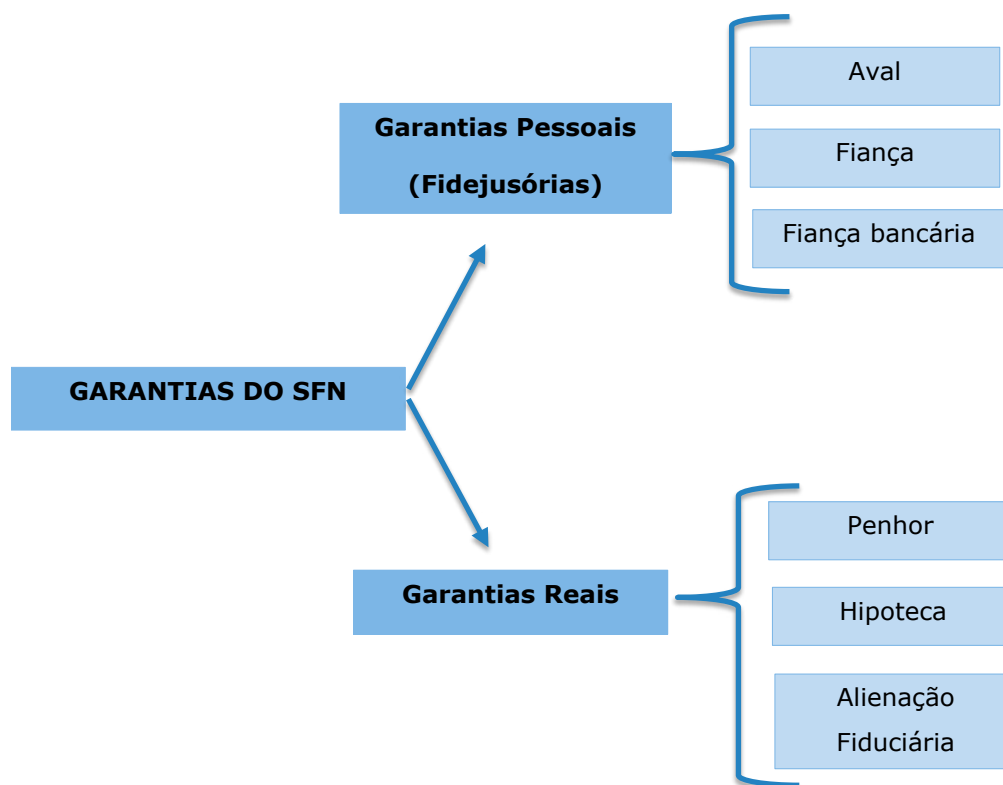 Aval
Garantias Pessoais
(Fidejusórias)
Fiança
Fiança bancária
GARANTIAS DO SFN
Penhor
Garantias Reais
Hipoteca
Alienação
Fiduciária